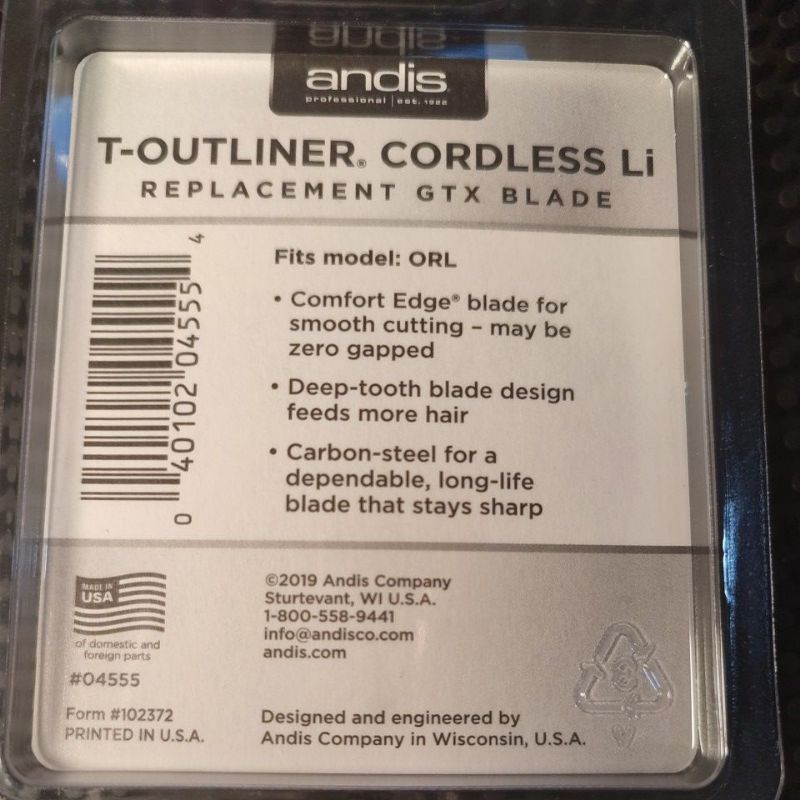 andis
professional | est. 1922
T-OUTLINER® CORDLESS Li
REPLACEMENT GTX BLADE
Fits model: ORL
• Comfort Edge® blade for
smooth cutting – may be
zero gapped
• Deep-tooth blade design
feeds more hair
• Carbon-steel for a
dependable, long-life
blade that stays sharp
0 40102 04555 4
MADE IN
USA
of domestic and
foreign parts
#04555
Form #102372
PRINTED IN U.S.A.
©2019 Andis Company
Sturtevant, WI U.S.A.
1-800-558-9441
info@andisco.com
andis.com
Designed and engineered by
Andis Company in Wisconsin, U.S.A.